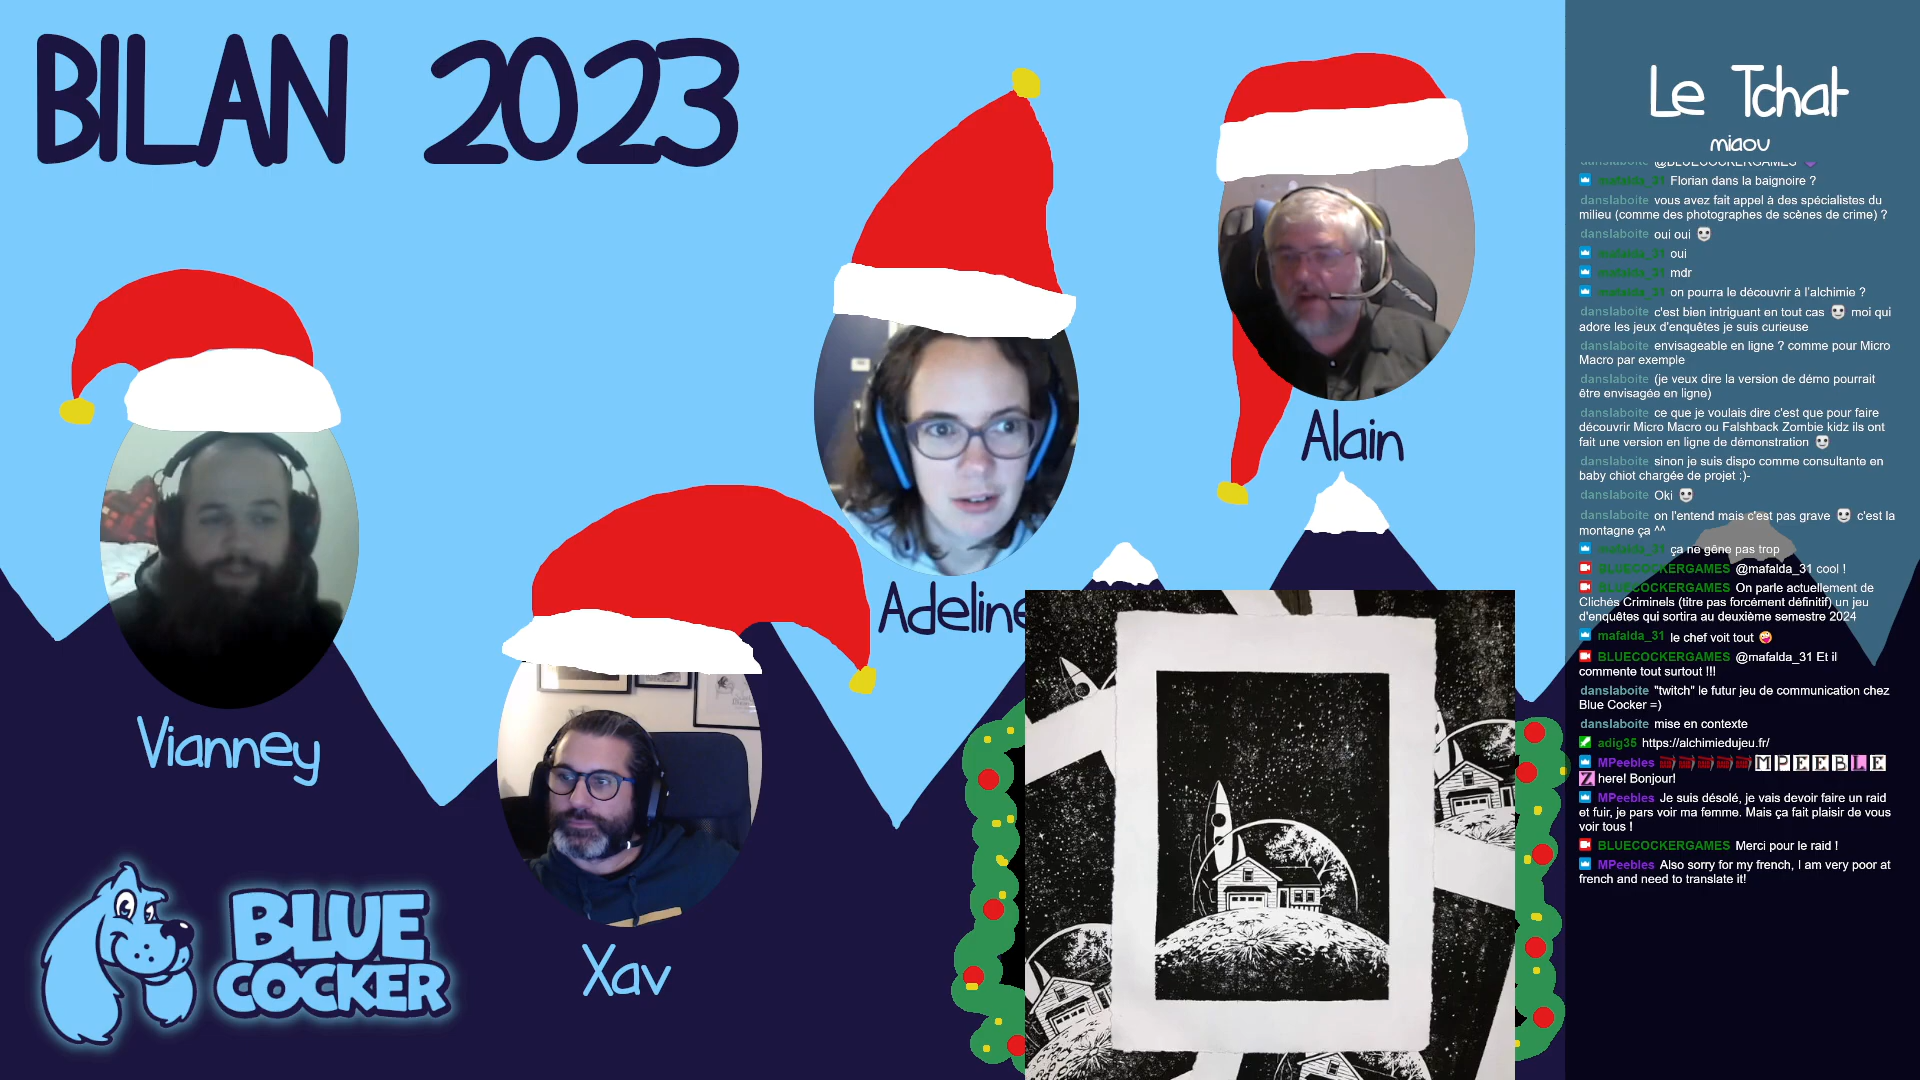 BILAN 2023
Vianney
Xav
Adeline
Alain
BLUE
COCKER
Le Tchat
miaou
danslaboite @BLUECOCKERGAMES
mafalda_31 Florian dans la baignoire ?
danslaboite vous avez fait appel à des spécialistes du
milieu (comme des photographes de scènes de crime) ?
danslaboite oui oui
mafalda_31 oui
mafalda_31 mdr
mafalda_31 on pourra le découvrir à l'alchimie ?
danslaboite c'est bien intriguant en tout cas moi qui
adore les jeux d'enquêtes je suis curieuse
danslaboite envisageable en ligne ? comme pour Micro
Macro par exemple
danslaboite (je veux dire la version de démo pourrait
être envisagée en ligne)
danslaboite ce que je voulais dire c'est que pour faire
découvrir Micro Macro ou Falshback Zombie kidz ils ont
fait une version en ligne de démonstration
danslaboite sinon je suis dispo comme consultante en
baby chiot chargée de projet :)-
danslaboite Oki
danslaboite on l'entend mais c'est pas grave c'est la
montagne ça ^^
mafalda_31 ça ne gêne pas trop
BLUECOCKERGAMES @mafalda_31 cool !
BLUECOCKERGAMES On parle actuellement de
Clichés Criminels (titre pas forcément définitif) un jeu
d'enquêtes qui sortira au deuxième semestre 2024
mafalda_31 le chef voit tout 🤪
BLUECOCKERGAMES @mafalda_31 Et il
commente tout surtout !!!
danslaboite "twitch" le futur jeu de communication chez
Blue Cocker =)
danslaboite mise en contexte
adig35 https://alchimiedujeu.fr/
MPeebles MPEEBLE
Z here! Bonjour!
MPeebles Je suis désolé, je vais devoir faire un raid
et fuir, je pars voir ma femme. Mais ça fait plaisir de vous
voir tous !
BLUECOCKERGAMES Merci pour le raid !
MPeebles Also sorry for my french, I am very poor at
french and need to translate it!